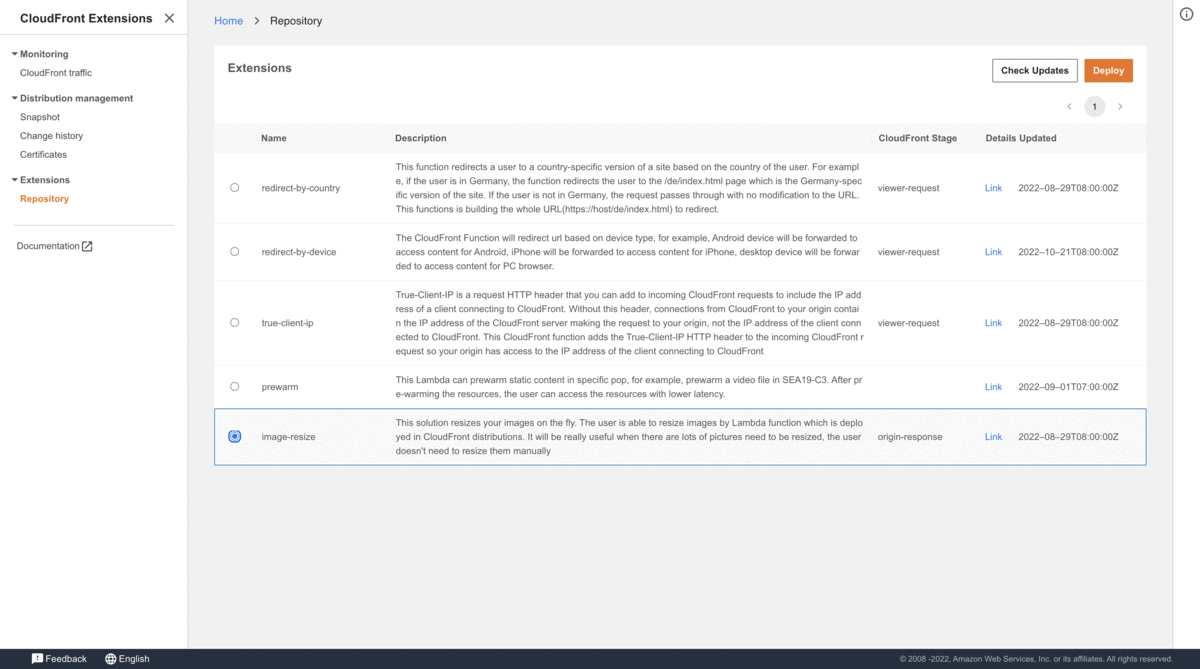 CloudFront Extensions
Monitoring
CloudFront traffic
Distribution management
Snapshot
Change history
Certificates
Extensions
Repository
Documentation
Home > Repository
Extensions
Check Updates
Deploy
1
Name Description CloudFront Stage Details Updated
redirect-by-country
This function redirects a user to a country-specific version of a site based on the country of the user. For exampl
e, if the user is in Germany, the function redirects the user to the /de/index.html page which is the Germany-spec
ific version of the site. If the user is not in Germany, the request passes through with no modification to the URL.
This functions is building the whole URL(https://host/de/index.html) to redirect.
viewer-request Link 2022–08–29T08:00:00Z
redirect-by-device
The CloudFront Function will redirect url based on device type, for example, Android device will be forwarded to
access content for Android, iPhone will be forwarded to access content for iPhone, desktop device will be forwar
ded to access content for PC browser.
viewer-request Link 2022–10–21T08:00:00Z
true-client-ip
True-Client-IP is a request HTTP header that you can add to incoming CloudFront requests to include the IP add
ress of a client connecting to CloudFront. Without this header, connections from CloudFront to your origin contai
n the IP address of the CloudFront server making the request to your origin, not the IP address of the client conn
ected to CloudFront. This CloudFront function adds the True-Client-IP HTTP header to the incoming CloudFront r
equest so your origin has access to the IP address of the client connecting to CloudFront
viewer-request Link 2022–08–29T08:00:00Z
prewarm
This Lambda can prewarm static content in specific pop, for example, prewarm a video file in SEA19-C3. After pr
e-warming the resources, the user can access the resources with lower latency.
Link 2022–09–01T07:00:00Z
image-resize
This solution resizes your images on the fly. The user is able to resize images by Lambda function which is deplo
yed in CloudFront distributions. It will be really useful when there are lots of pictures need to be resized, the user
doesn't need to resize them manually
origin-response Link 2022–08–29T08:00:00Z
Feedback English
© 2008 -2022, Amazon Web Services, Inc. or its affiliates. All rights reserved.